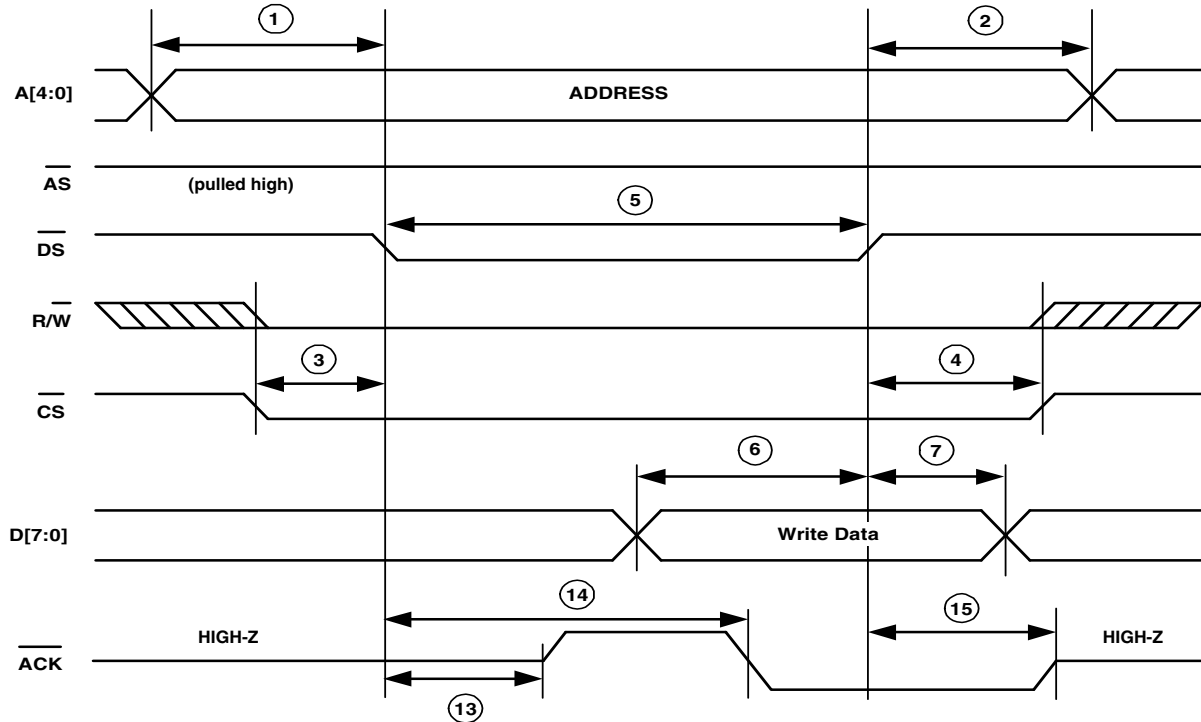 1
2
A[4:0]
ADDRESS
AS
(pulled high)
5
DS
R/W
3
4
CS
6
7
D[7:0]
Write Data
14
15
HIGH-Z
HIGH-Z
ACK
13